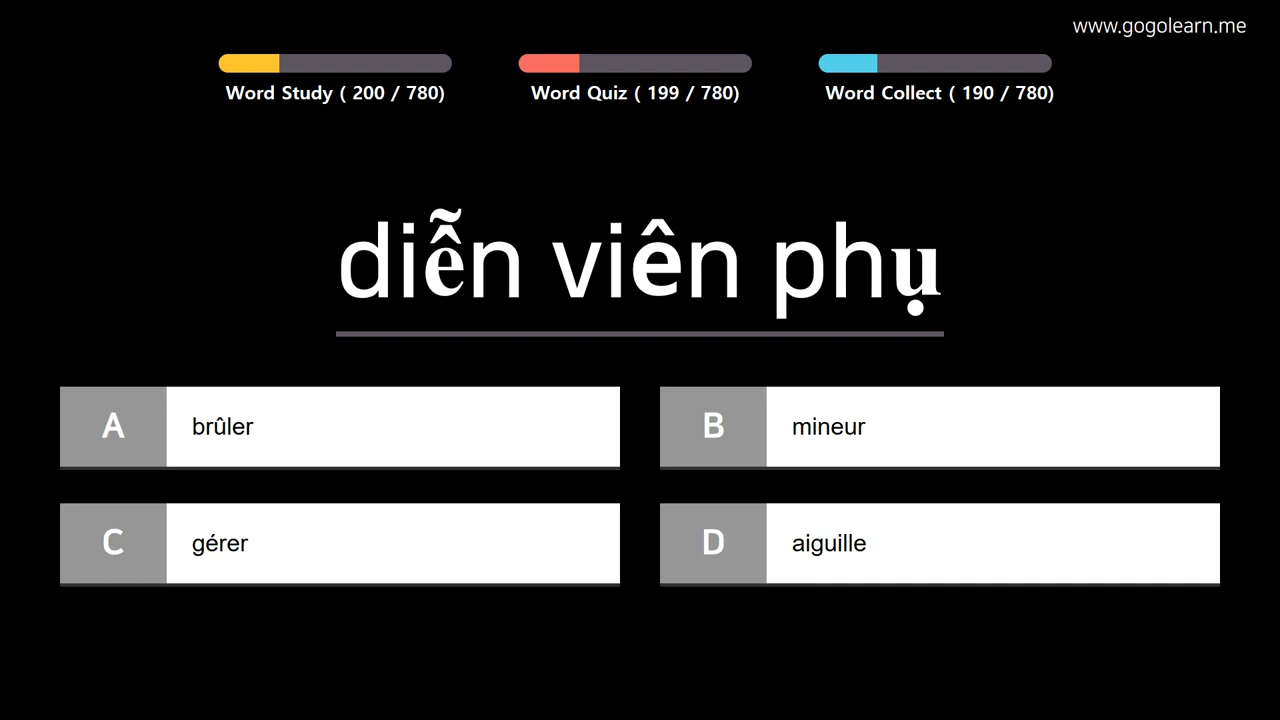 www.gogolearn.me
Word Study ( 200 / 780)
Word Quiz ( 199 / 780)
Word Collect ( 190 / 780)
diễn viên phụ
A brûler
B mineur
C gérer
D aiguille